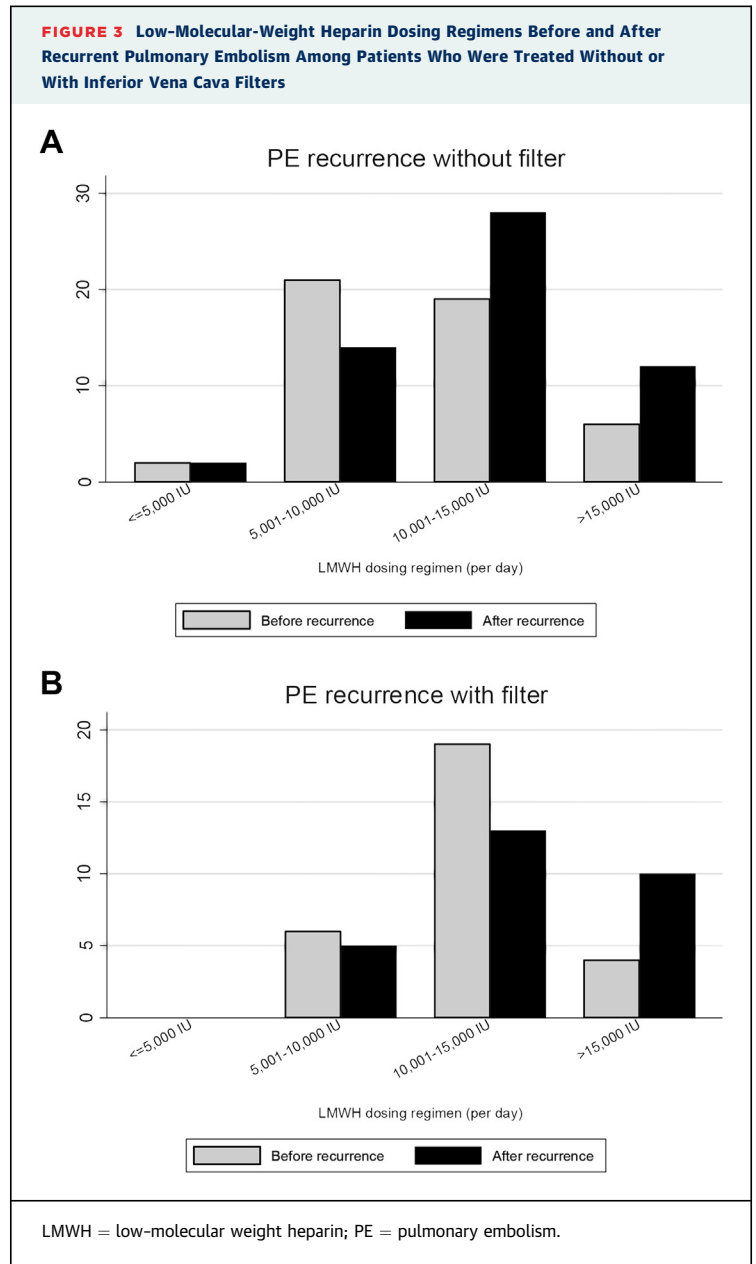 FIGURE 3 Low-Molecular-Weight Heparin Dosing Regimens Before and After
Recurrent Pulmonary Embolism Among Patients Who Were Treated Without or
With Inferior Vena Cava Filters
A
PE recurrence without filter
30
20
10
0
<=5,000 IU
5,001-10,000 IU
10,001-15,000 IU
>15,000 IU
LMWH dosing regimen (per day)
Before recurrence
After recurrence
B
PE recurrence with filter
20
15
10
5
0
<=5,000 IU
5,001-10,000 IU
10,001-15,000 IU
>15,000 IU
LMWH dosing regimen (per day)
Before recurrence
After recurrence
LMWH = low-molecular weight heparin; PE = pulmonary embolism.